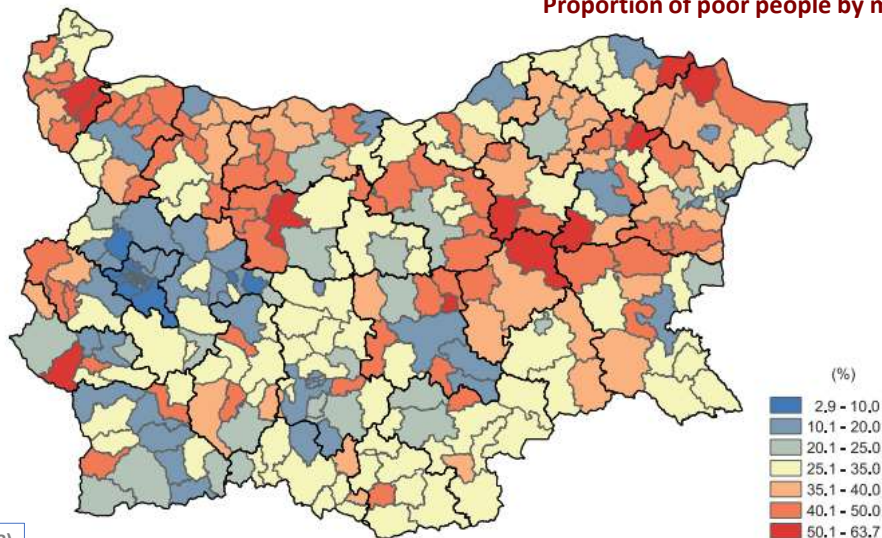 Proportion of poor people by
(%)
2.9 - 10.0
10.1 - 20.0
20.1 - 25.0
25.1 - 35.0
35.1 - 40.0
40.1 - 50.0
50.1 - 63.7